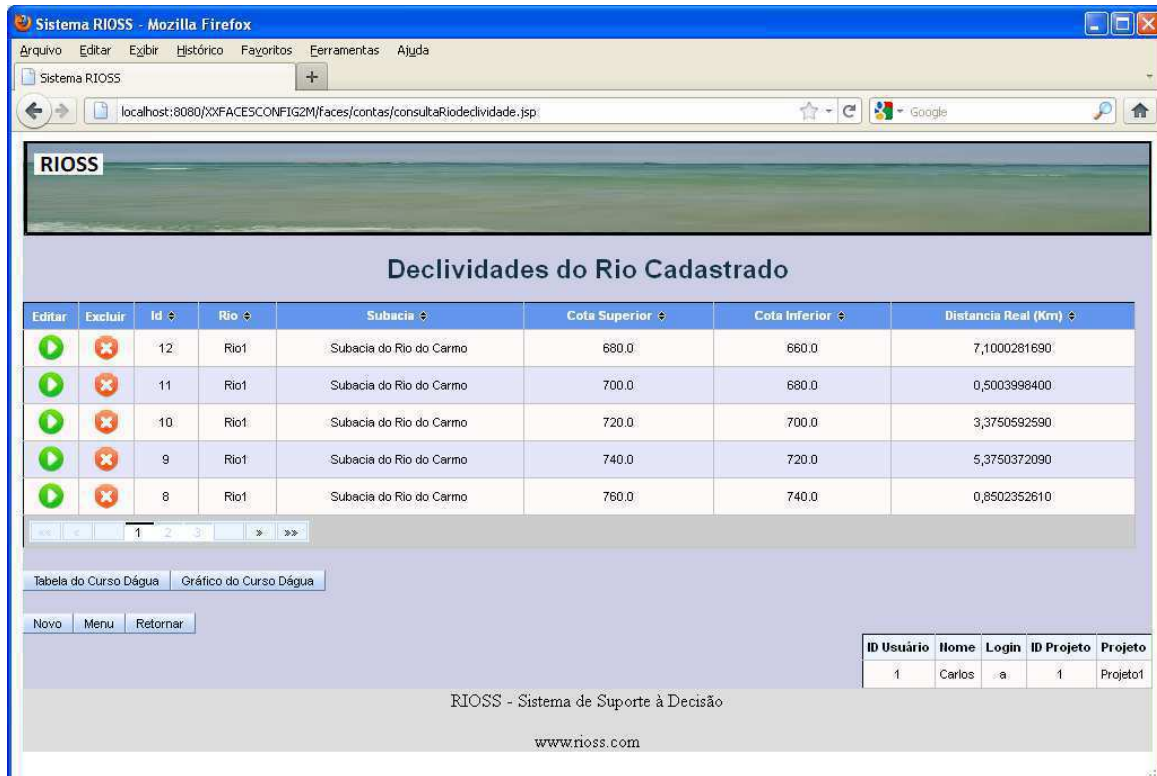 Sistema RIOSS - Mozilla Firefox
Arquivo Editar Exibir Histórico Favoritos Ferramentas Ajuda
Sistema RIOSS
localhost:8080/XXFACESCONFIG2M/faces/contas/consultaRiodeclividade.jsp Google
RIOSS
Declividades do Rio Cadastrado
Editar Excluir Id Rio Subacia Cota Superior Cota Inferior Distancia Real (Km)
12 Rio1 Subacia do Rio do Carmo 680.0 660.0 7,1000281690
11 Rio1 Subacia do Rio do Carmo 700.0 680.0 0,5003998400
10 Rio1 Subacia do Rio do Carmo 720.0 700.0 3,3750592590
9 Rio1 Subacia do Rio do Carmo 740.0 720.0 5,3750372090
8 Rio1 Subacia do Rio do Carmo 760.0 740.0 0,8502352610
«« « 1 2 3 » »»
Tabela do Curso Dágua Gráfico do Curso Dágua
Novo Menu Retornar
ID Usuário Nome Login ID Projeto Projeto
1 Carlos a 1 Projeto1
RIOSS - Sistema de Suporte à Decisão
www.rioss.com